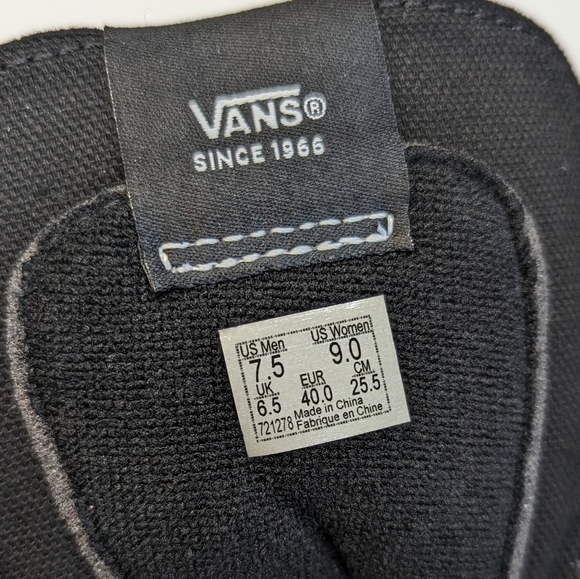 VANS®
SINCE 1966
US Men US Women
7.5 9.0
UK EUR CM
6.5 40.0 25.5
721278 Made in China
Fabrique en Chine